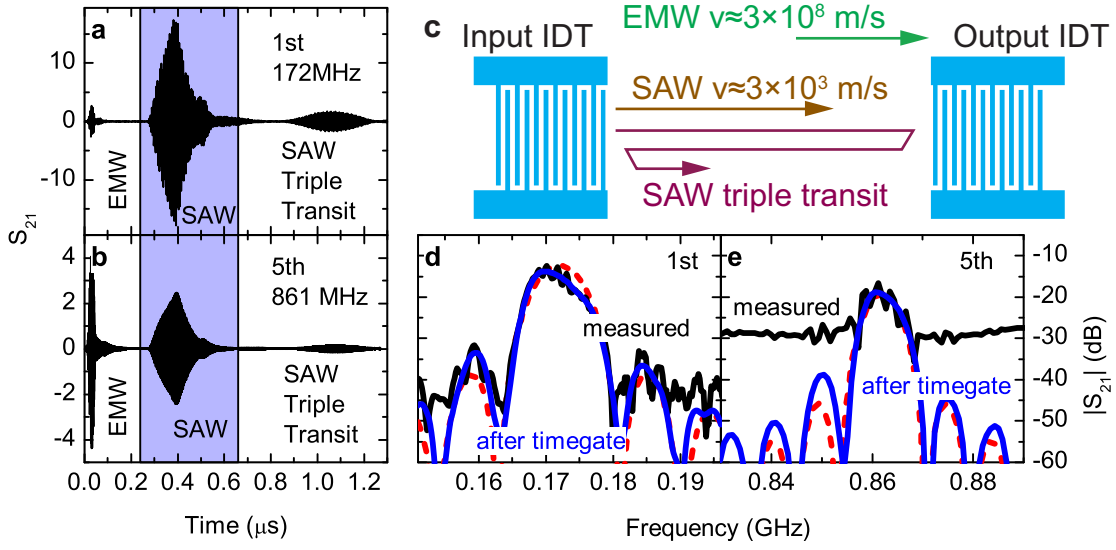 a
1st
172MHz
10
0
-10
EMW
SAW
SAW
Triple
Transit
S₂₁
b
5th
861 MHz
4
2
0
-2
-4
EMW
SAW
SAW
Triple
Transit
0.0 0.2 0.4 0.6 0.8 1.0 1.2
Time (μs)
c
EMW v≈3×10⁸ m/s
Input IDT
Output IDT
SAW v≈3×10³ m/s
SAW triple transit
d
1st
measured
after timegate
0.16 0.17 0.18 0.19
e
5th
measured
after timegate
-10
-20
-30
-40
-50
-60
|S₂₁| (dB)
0.84 0.86 0.88
Frequency (GHz)